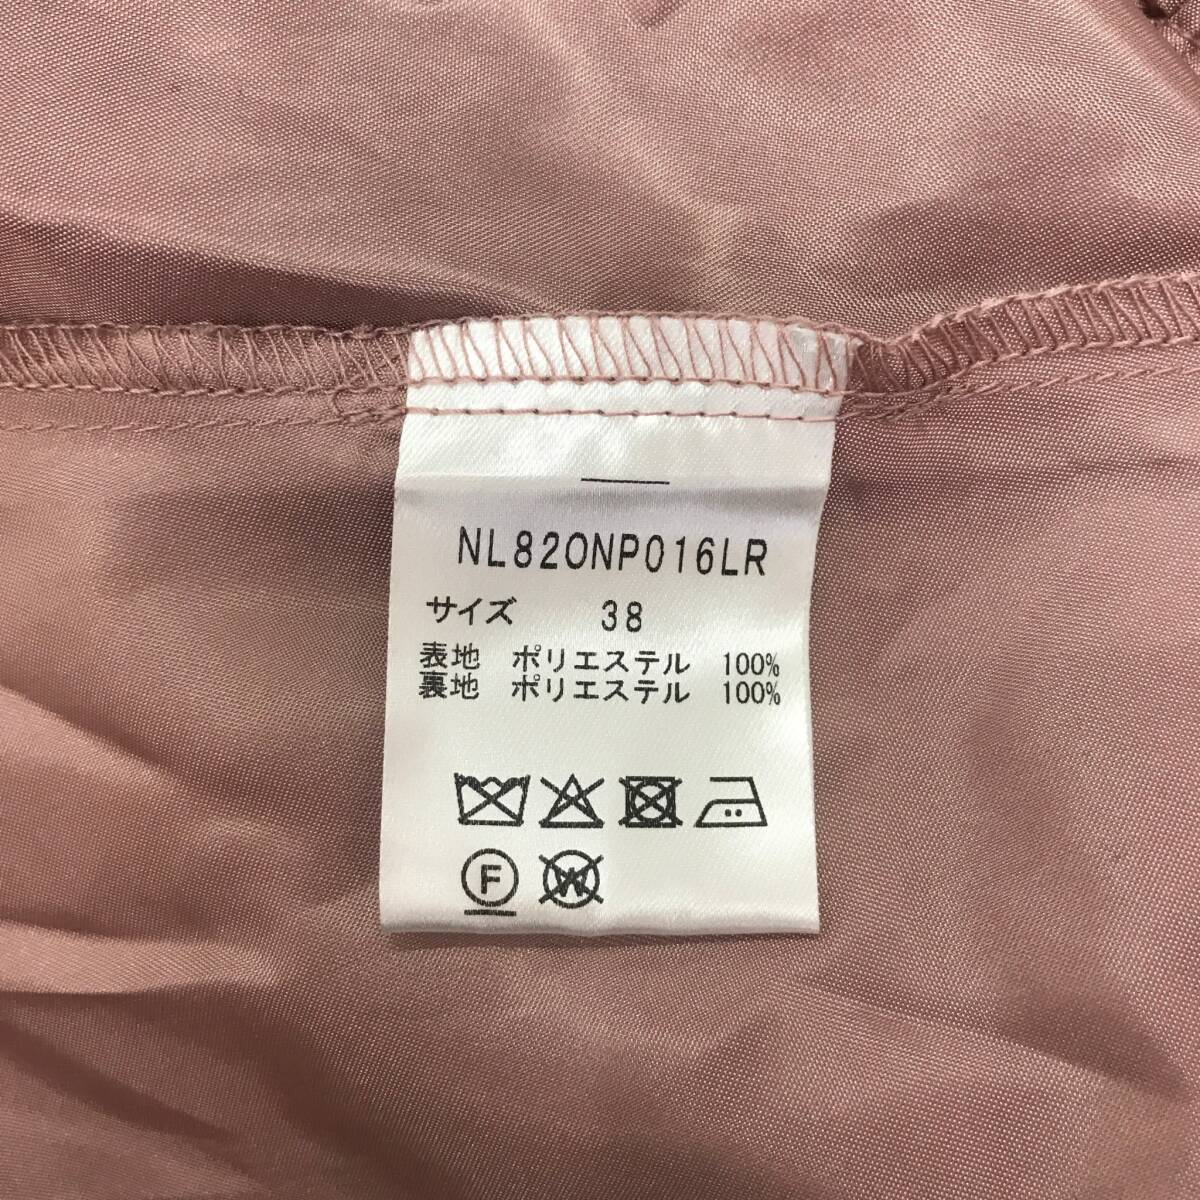 NL82ONP016LR
サイズ 38
表地 ポリエステル 100%
裏地 ポリエステル 100%
F W